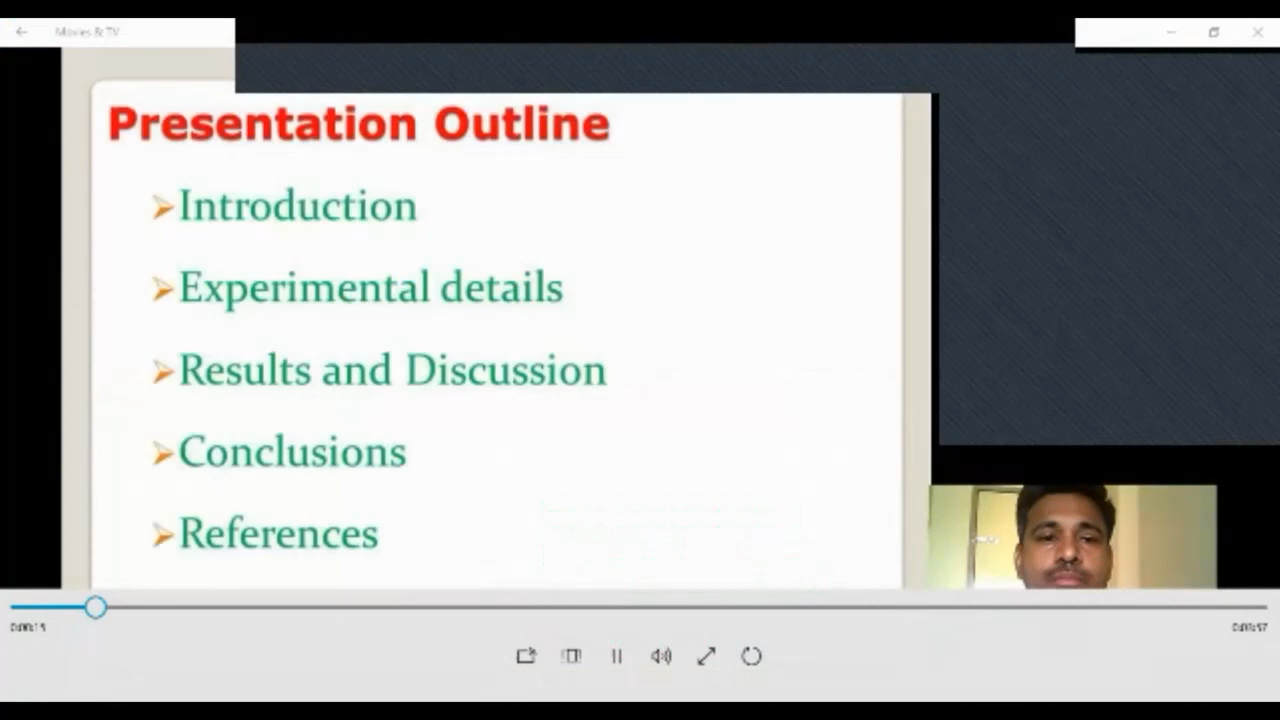 Movies & TV
Presentation Outline
Introduction
Experimental details
Results and Discussion
Conclusions
References